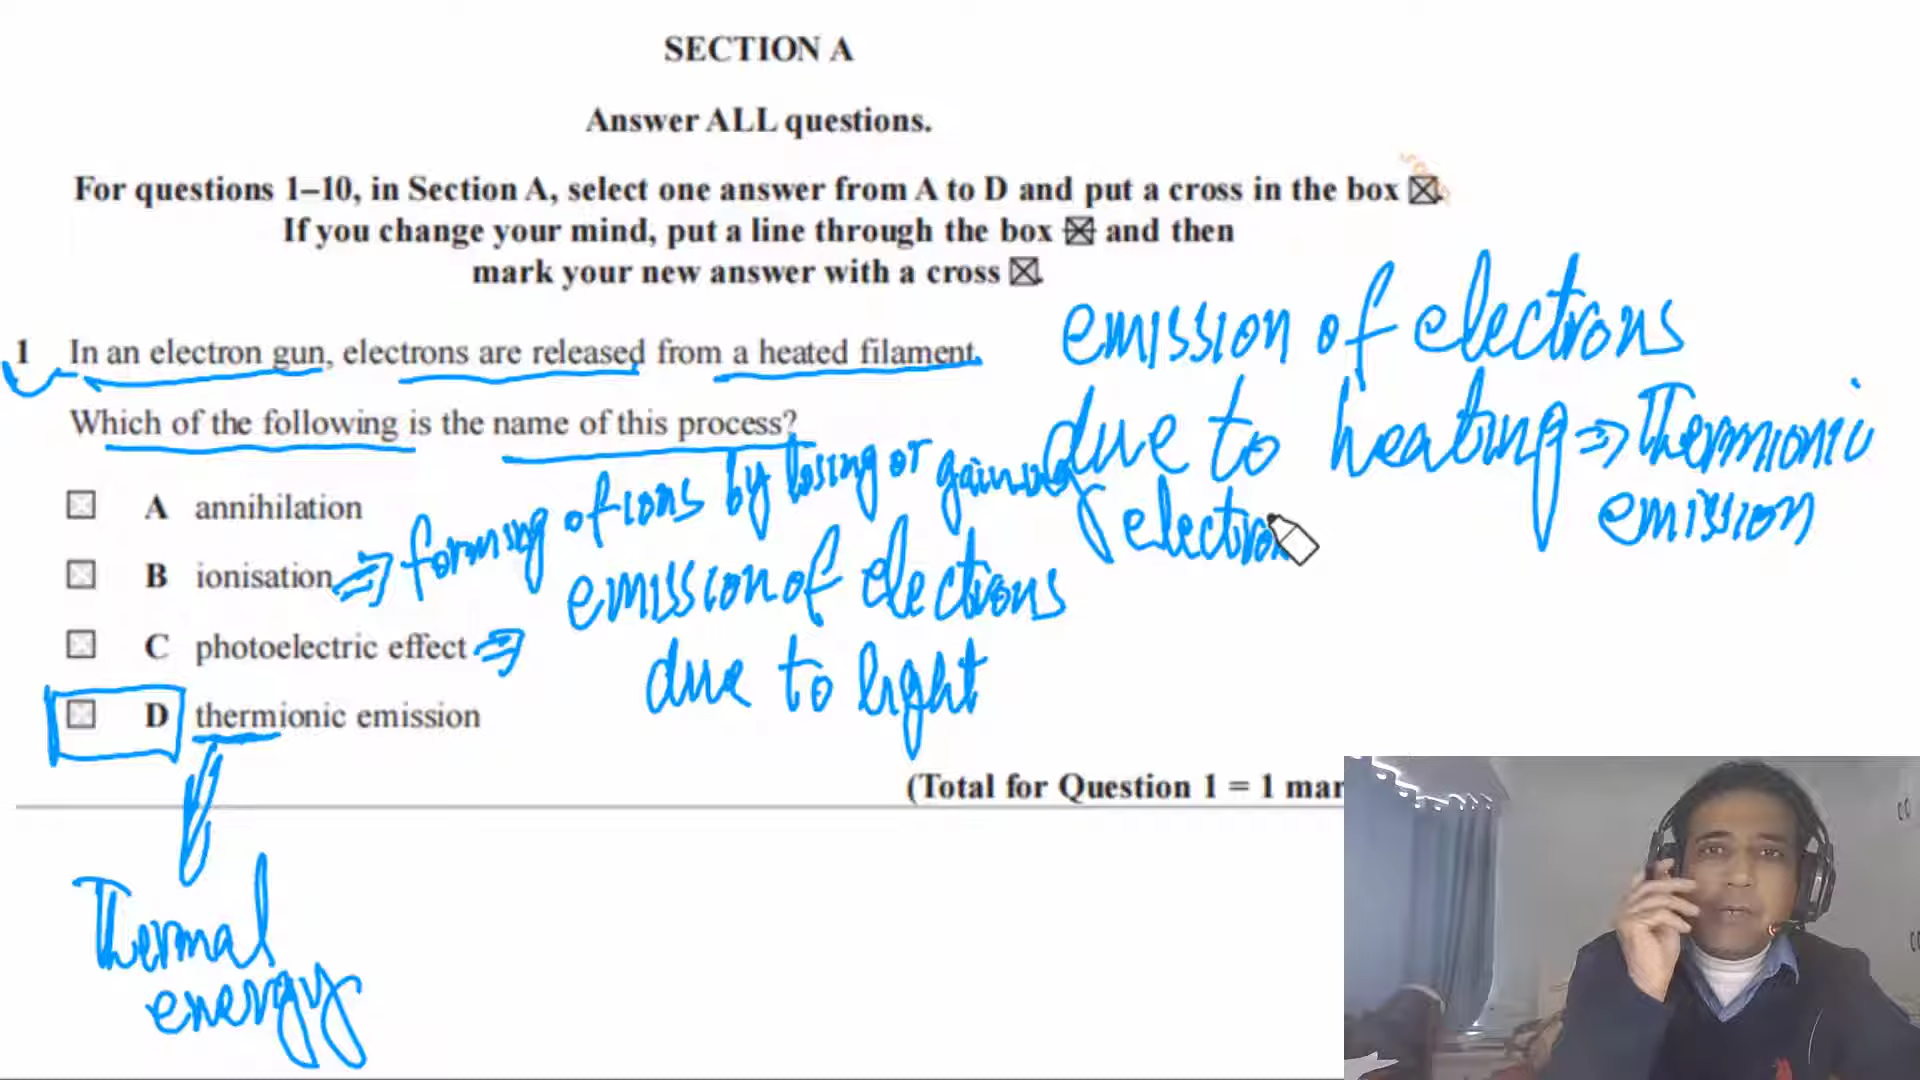 SECTION A
Answer ALL questions.
For questions 1–10, in Section A, select one answer from A to D and put a cross in the box ☒.
If you change your mind, put a line through the box ☒ and then
mark your new answer with a cross ☒.
1 In an electron gun, electrons are released from a heated filament.
emission of electrons
Which of the following is the name of this process?
due to heating ⇒ Thermionic
emission
A annihilation
B ionisation ⇒ forming of ions by losing or gaining
electron
C photoelectric effect ⇒ emission of electrons
due to light
D thermionic emission
(Total for Question 1 = 1 mar
Thermal
energy